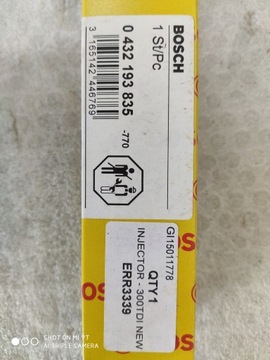 BOSCH
1 St/Pc
0 432 193 835
-770
3 165142 446769
GI15011778
QTY1
INJECTOR - 300TDI NEW
ERR3339
OS
SHOT ON MI 9T
AI TRIPLE CAMERA